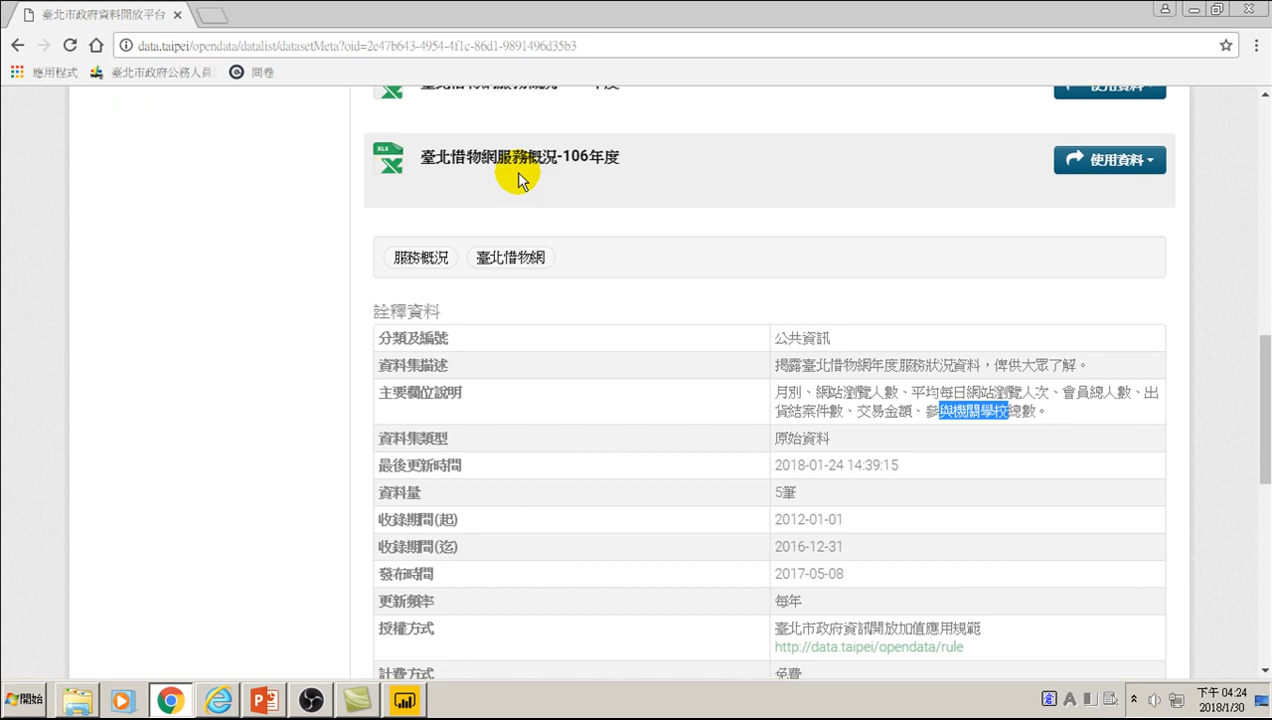 臺北市政府資料開放平台
data.taipei/opendata/datalist/datasetMeta?oid=2e47b643-4954-4f1c-86d1-9891496d35b3
應用程式 臺北市政府公務人員 問卷
XLS 臺北惜物網服務概況-106年度 使用資料
服務概況 臺北惜物網
詮釋資料
分類及編號 公共資訊
資料集描述 揭露臺北惜物網年度服務狀況資料，俾供大眾了解。
主要欄位說明 月別、網站瀏覽人數、平均每日網站瀏覽人次、會員總人數、出
貨結案件數、交易金額、參與機關學校總數。
資料集類型 原始資料
最後更新時間 2018-01-24 14:39:15
資料量 5筆
收錄期間(起) 2012-01-01
收錄期間(迄) 2016-12-31
發布時間 2017-05-08
更新頻率 每年
授權方式 臺北市政府資訊開放加值應用規範
http://data.taipei/opendata/rule
計費方式 免費
開始 下午 04:24
2018/1/30